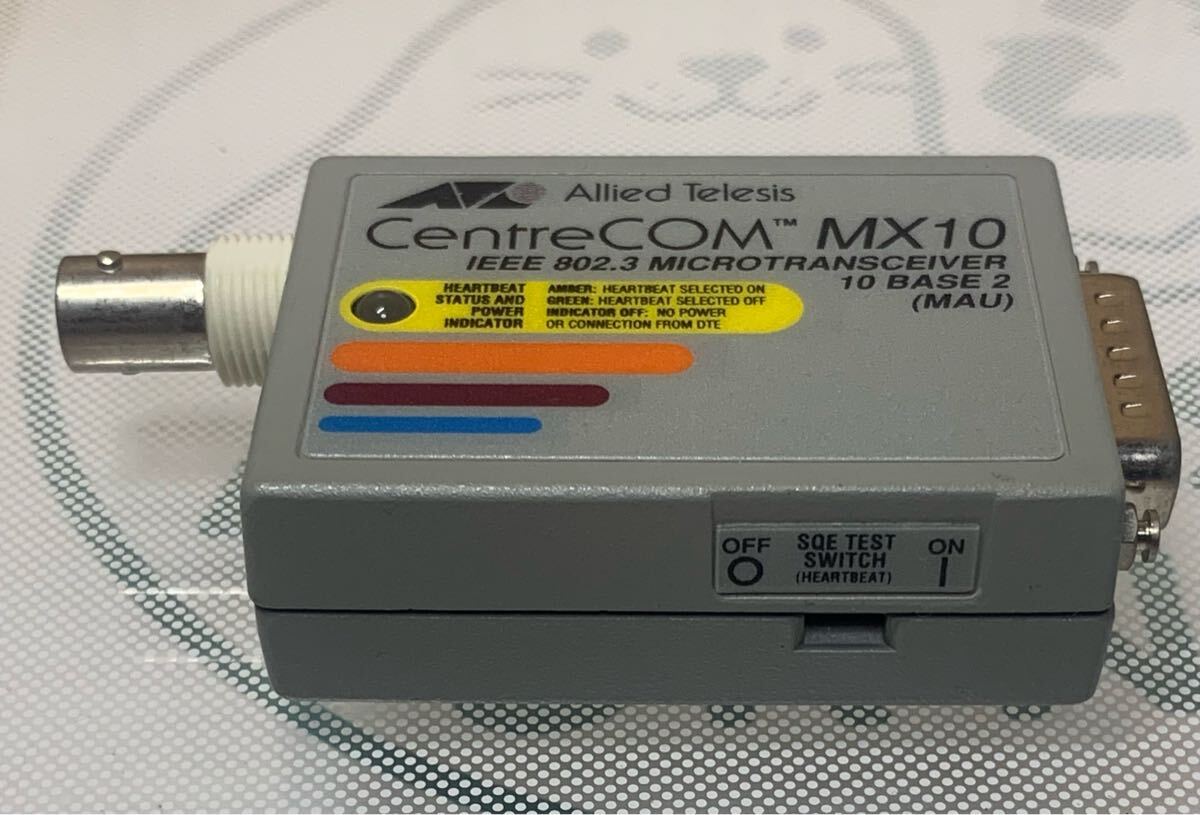 Allied Telesis
CentreCOM™ MX10
IEEE 802.3 MICROTRANSCEIVER
10 BASE 2
(MAU)
HEARTBEAT
STATUS AND
POWER
INDICATOR
AMBER: HEARTBEAT SELECTED ON
GREEN: HEARTBEAT SELECTED OFF
INDICATOR OFF: NO POWER
OR CONNECTION FROM DTE
OFF
O
SQE TEST
SWITCH
(HEARTBEAT)
ON
|